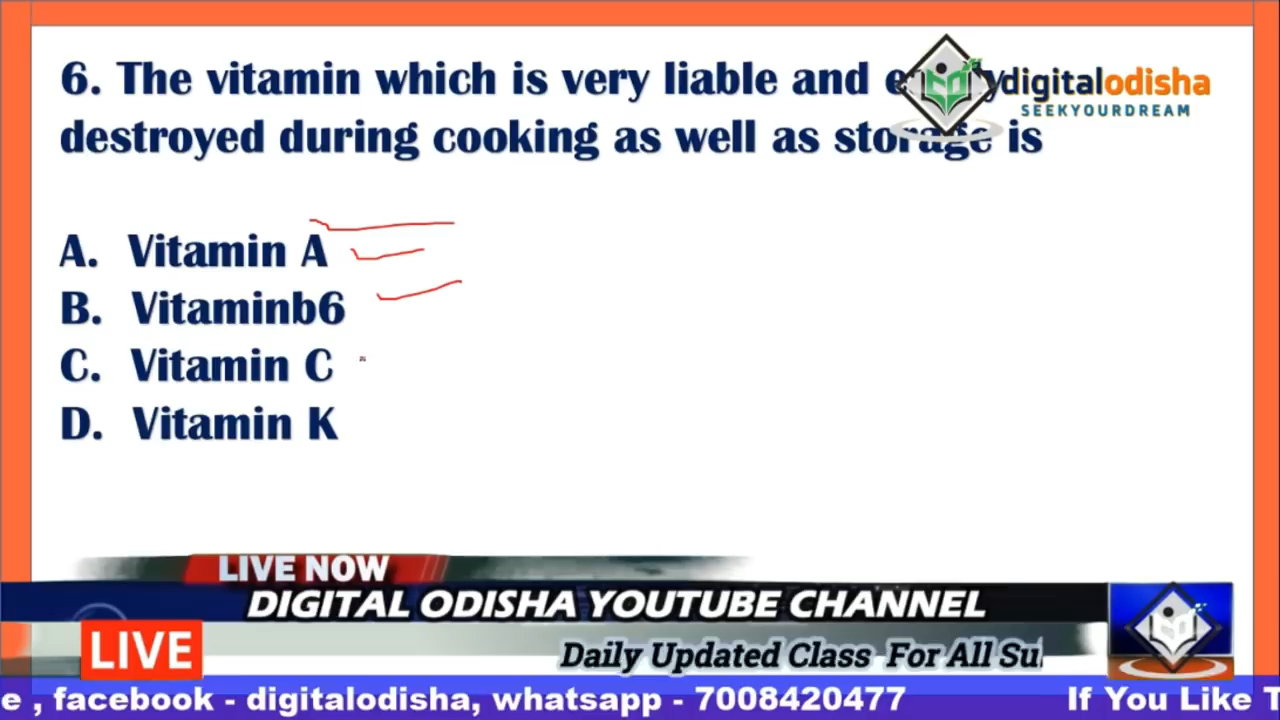 6. The vitamin which is very liable and
destroyed during cooking as well as storage is
digitalodisha
SEEKYOURDREAM
A. Vitamin A
B. Vitaminb6
C. Vitamin C
D. Vitamin K
LIVE NOW
DIGITAL ODISHA YOUTUBE CHANNEL
LIVE
Daily Updated Class For All Su
e , facebook - digitalodisha, whatsapp - 7008420477 If You Like T